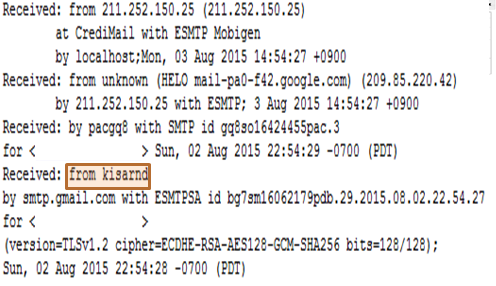 Received: from 211.252.150.25 (211.252.150.25)
at CrediMail with ESMTP Mobigen
by localhost;Mon, 03 Aug 2015 14:54:27 +0900
Received: from unknown (HELO mail-pa0-f42.google.com) (209.85.220.42)
by 211.252.150.25 with ESMTP; 3 Aug 2015 14:54:27 +0900
Received: by pacgq8 with SMTP id gq8so16424455pac.3
for < > Sun, 02 Aug 2015 22:54:29 -0700 (PDT)
Received: from kisarnd
by smtp.gmail.com with ESMTPSA id bg7sm16062179pdb.29.2015.08.02.22.54.27
for < >
(version=TLSv1.2 cipher=ECDHE-RSA-AES128-GCM-SHA256 bits=128/128);
Sun, 02 Aug 2015 22:54:28 -0700 (PDT)